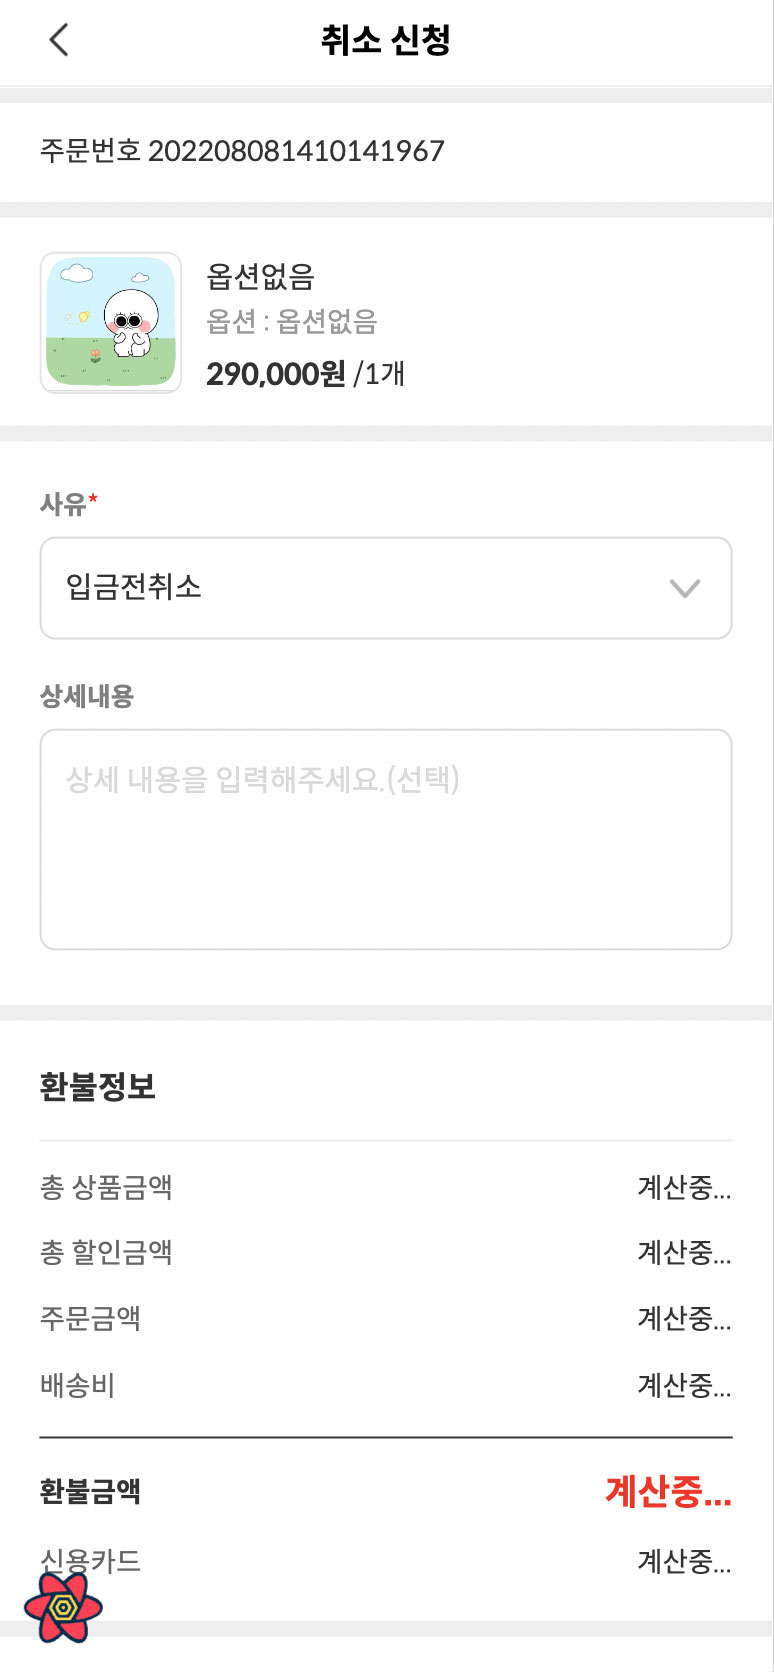 취소 신청
주문번호 202208081410141967
옵션없음
옵션 : 옵션없음
290,000원 /1개
사유*
입금전취소
상세내용
상세 내용을 입력해주세요.(선택)
환불정보
총 상품금액 계산중...
총 할인금액 계산중...
주문금액 계산중...
배송비 계산중...
환불금액 계산중...
신용카드 계산중...